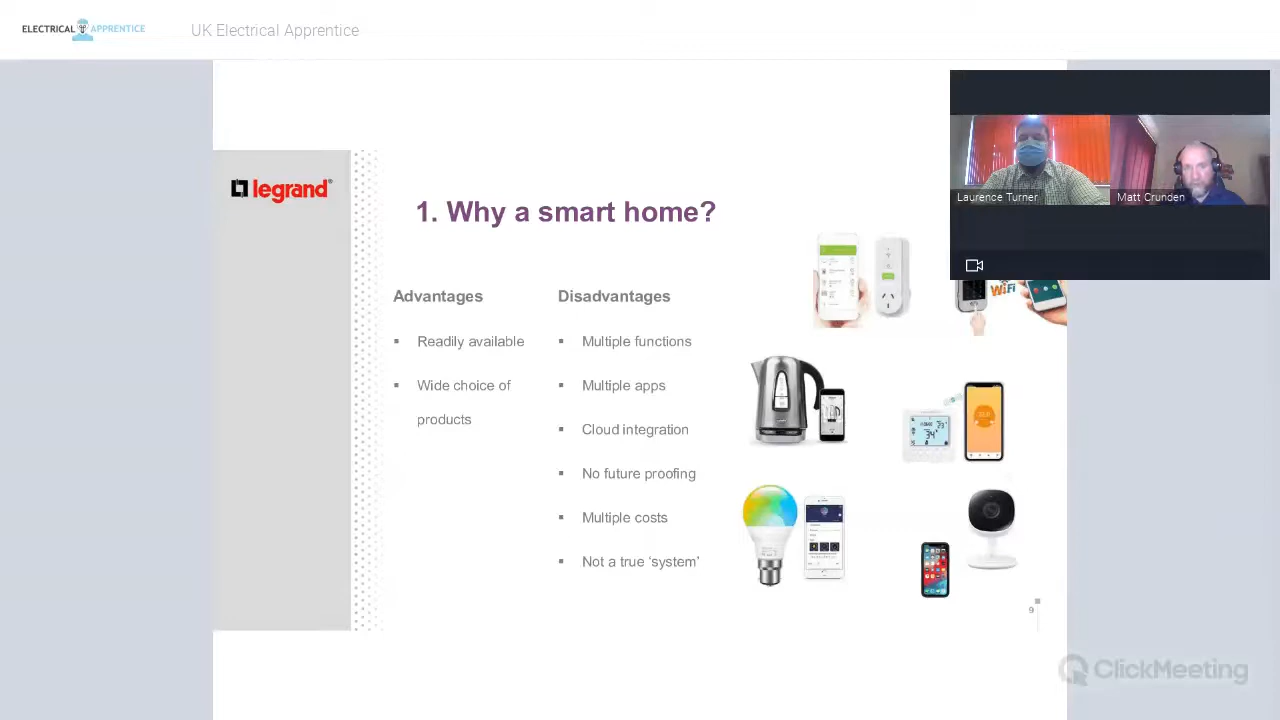 ELECTRICAL APPRENTICE
UK Electrical Apprentice
Laurence Turner
Matt Crunden
legrand®
1. Why a smart home?
WiFi
Advantages
Disadvantages
Readily available
Multiple functions
Wide choice of
products
Multiple apps
Cloud integration
No future proofing
Multiple costs
Not a true ‘system’
9
ClickMeeting